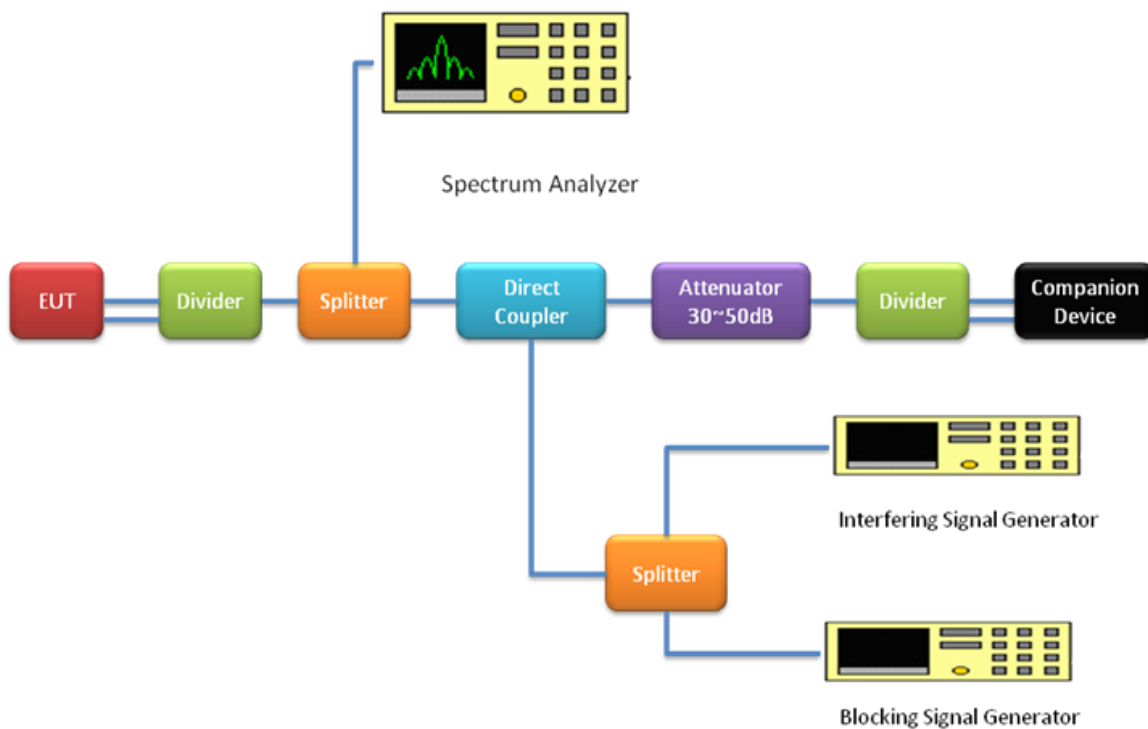 Spectrum Analyzer
EUT
Divider
Splitter
Direct
Coupler
Attenuator
30~50dB
Divider
Companion
Device
Interfering Signal Generator
Splitter
Blocking Signal Generator